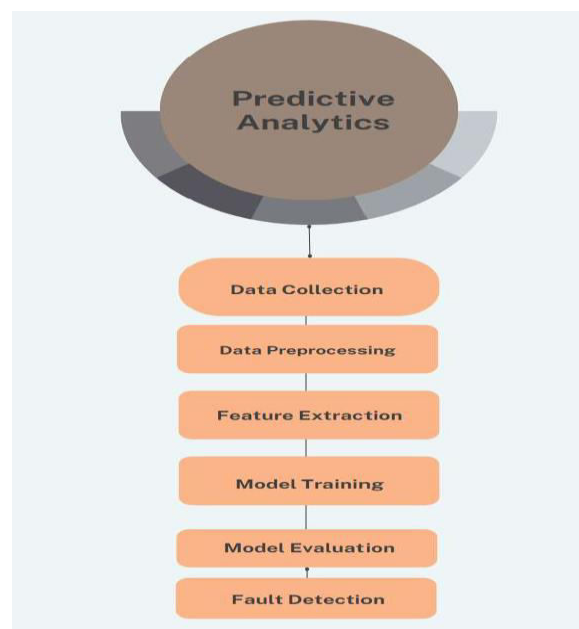 Predictive
Analytics
Data Collection
Data Preprocessing
Feature Extraction
Model Training
Model Evaluation
Fault Detection